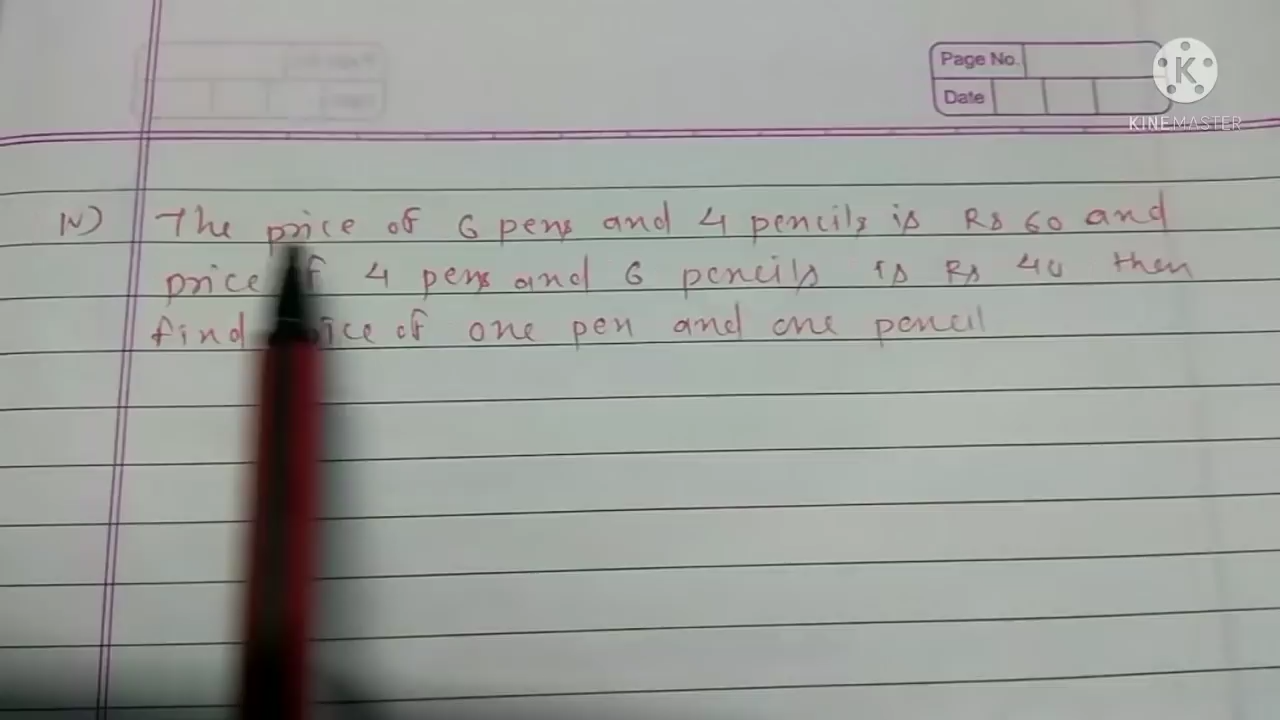 Page No.
Date
KINEMASTER
N) The price of 6 pens and 4 pencils is Rs 60 and
price of 4 pens and 6 pencils is Rs 40 then
find of one pen and one pencil